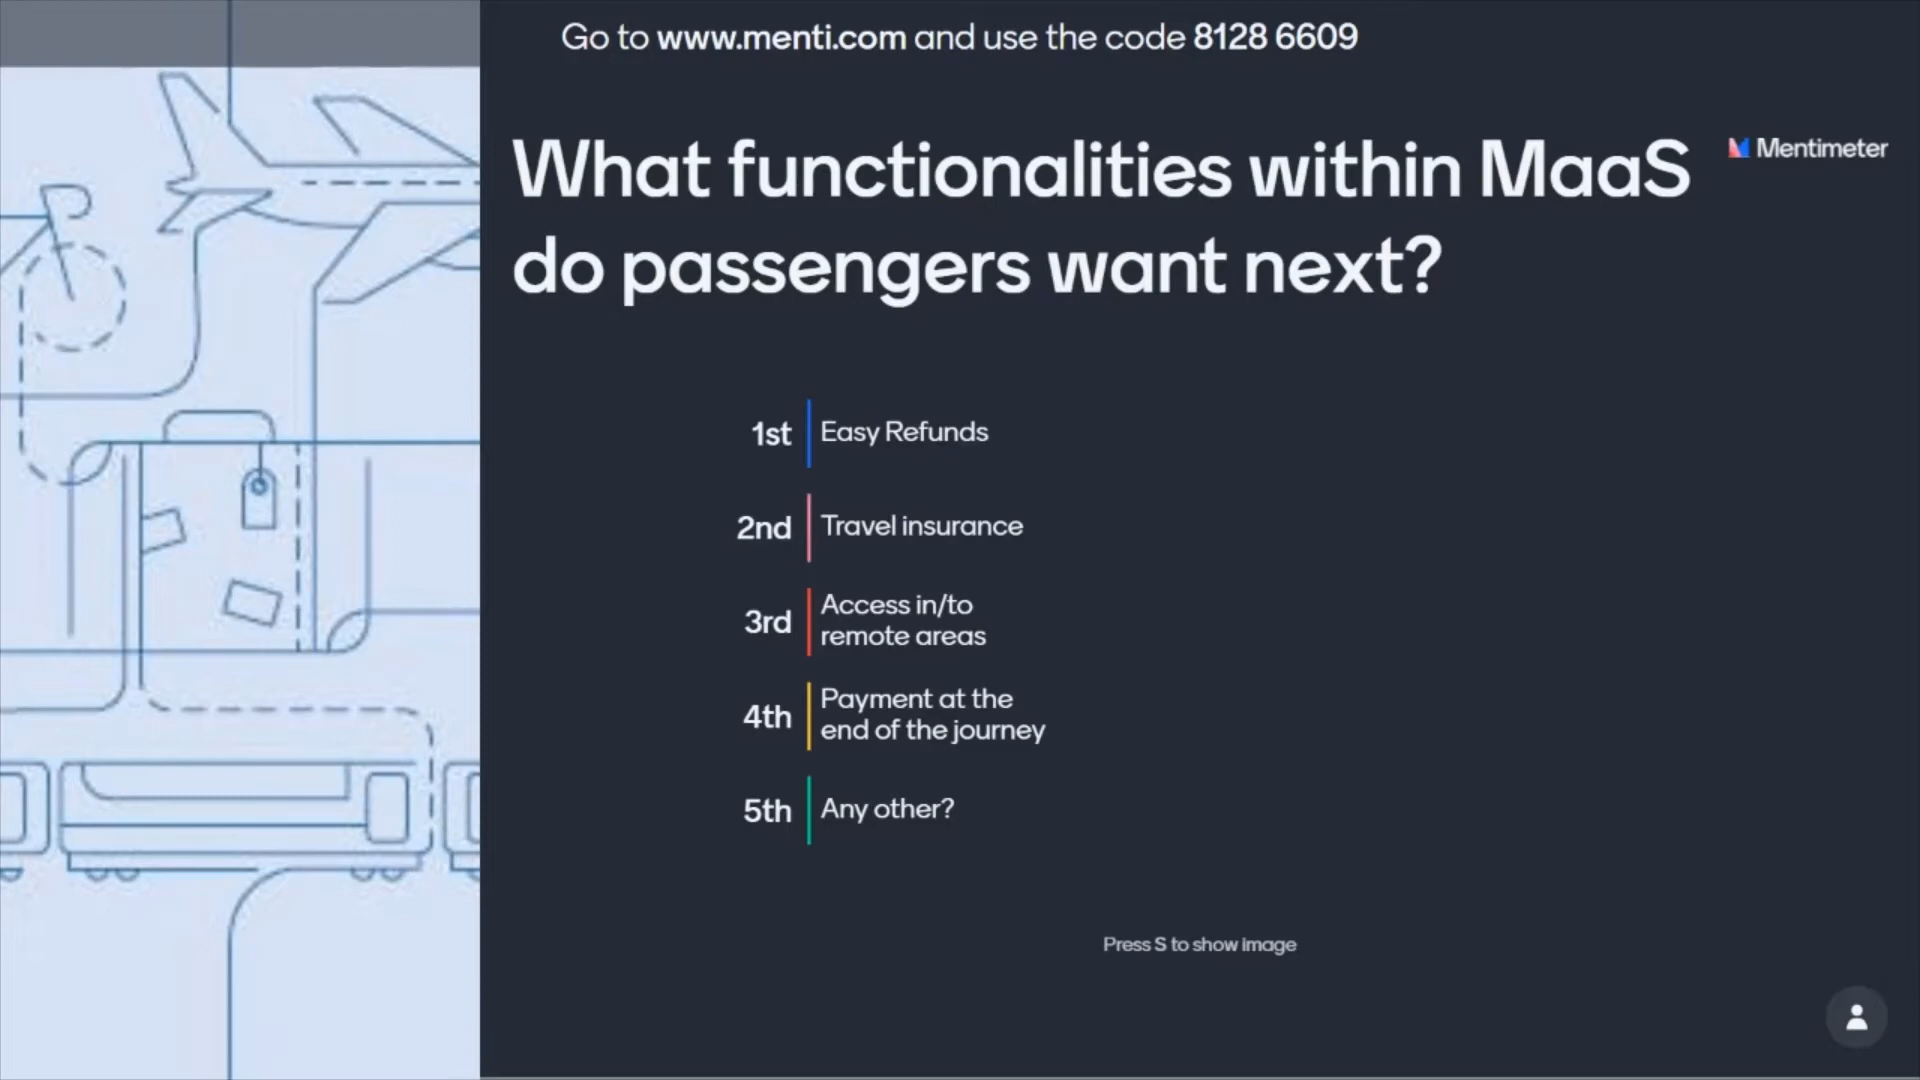 Go to www.menti.com and use the code 8128 6609
What functionalities within MaaS
do passengers want next?
Mentimeter
1st Easy Refunds
2nd Travel insurance
3rd Access in/to
remote areas
4th Payment at the
end of the journey
5th Any other?
Press S to show image